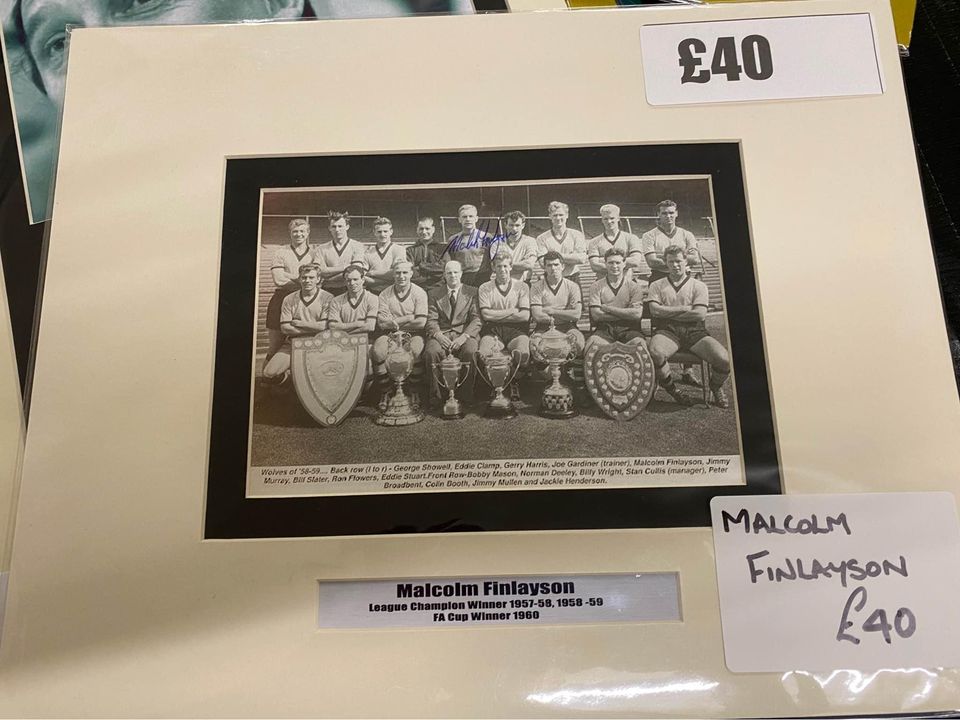 £40
Wolves of '58-59.... Back row (l to r) - George Showell, Eddie Clamp, Gerry Harris, Joe Gardiner (trainer), Malcolm Finlayson, Jimmy
Murray, Bill Slater, Ron Flowers, Eddie Stuart.Front Row-Bobby Mason, Norman Deeley, Billy Wright, Stan Cullis (manager), Peter
Broadbent, Colin Booth, Jimmy Mullen and Jackie Henderson.
Malcolm Finlayson
League Champion Winner 1957-58, 1958 -59
FA Cup Winner 1960
MALCOLM
FINLAYSON
£40